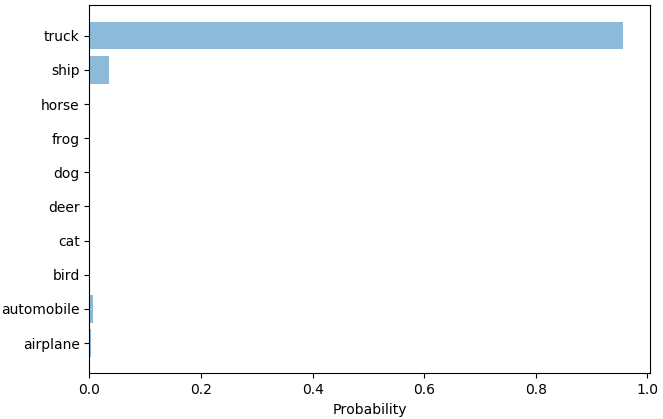 truck
ship
horse
frog
dog
deer
cat
bird
automobile
airplane
0.0 0.2 0.4 0.6 0.8 1.0
Probability